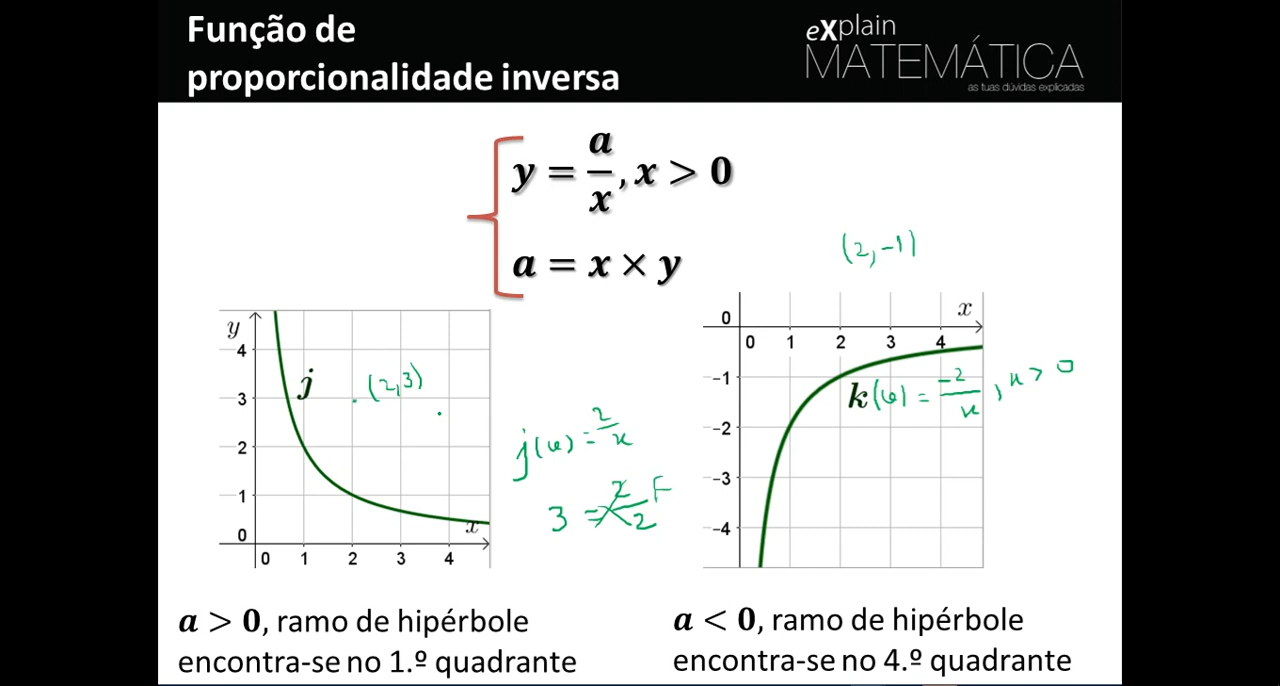 Função de
proporcionalidade inversa
eXplain
MATEMÁTICA
as tuas dúvidas explicadas
y = a/x, x > 0
a = x × y
(2,-1)
y
4
3
2
1
0
0 1 2 3 4
x
j
(2,3)
j(x) = 2/x
3 = 2/2 F
x
0
0 1 2 3 4
-1
-2
-3
-4
k(x) = -2/x, x > 0
a > 0, ramo de hipérbole
encontra-se no 1.º quadrante
a < 0, ramo de hipérbole
encontra-se no 4.º quadrante